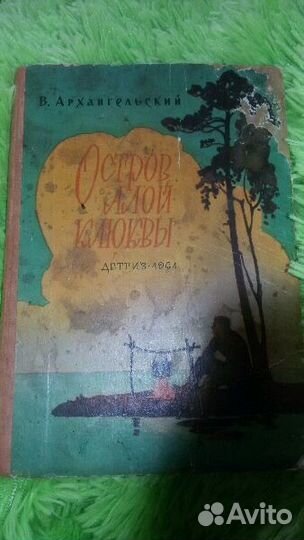 В. Архангельский
Остров
алой
клюквы
Детгиз·1961
Avito